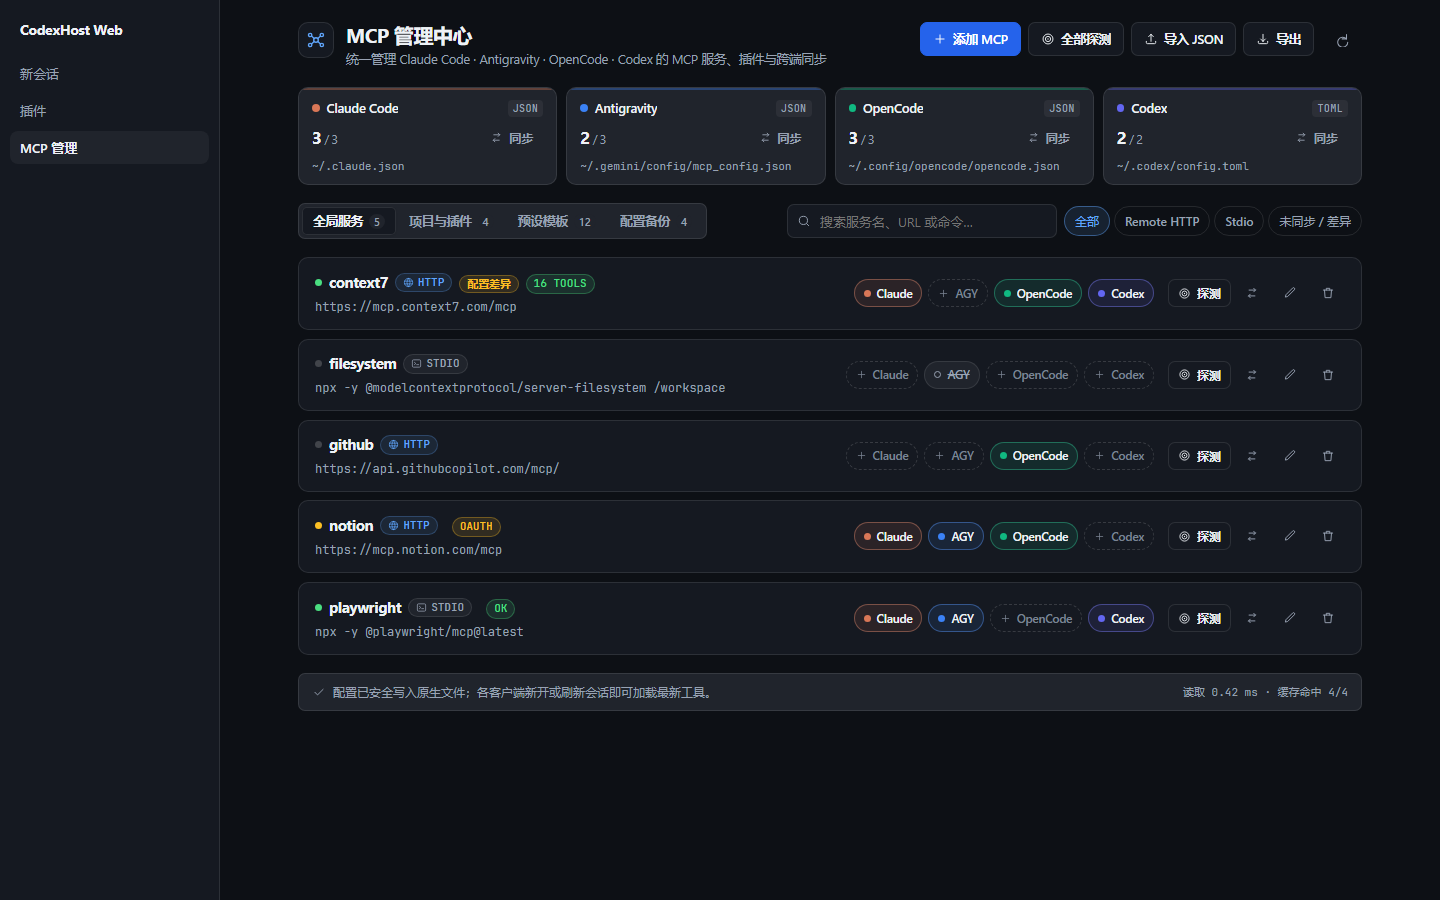 CodexHost Web
新会话
插件
MCP 管理
MCP 管理中心
统一管理 Claude Code · Antigravity · OpenCode · Codex 的 MCP 服务、插件与跨端同步
添加 MCP
全部探测
导入 JSON
导出
Claude Code JSON
3 / 3 同步
~/.claude.json
Antigravity JSON
2 / 3 同步
~/.gemini/config/mcp_config.json
OpenCode JSON
3 / 3 同步
~/.config/opencode/opencode.json
Codex TOML
2 / 2 同步
~/.codex/config.toml
全局服务 5 项目与插件 4 预设模板 12 配置备份 4
搜索服务名、URL 或命令...
全部 Remote HTTP Stdio 未同步 / 差异
context7 HTTP 配置差异 16 TOOLS
https://mcp.context7.com/mcp
Claude + AGY OpenCode Codex 探测
filesystem STDIO
npx -y @modelcontextprotocol/server-filesystem /workspace
+ Claude AGY + OpenCode + Codex 探测
github HTTP
https://api.githubcopilot.com/mcp/
+ Claude + AGY OpenCode + Codex 探测
notion HTTP OAUTH
https://mcp.notion.com/mcp
Claude AGY OpenCode + Codex 探测
playwright STDIO OK
npx -y @playwright/mcp@latest
Claude AGY + OpenCode Codex 探测
配置已安全写入原生文件；各客户端新开或刷新会话即可加载最新工具。
读取 0.42 ms · 缓存命中 4/4